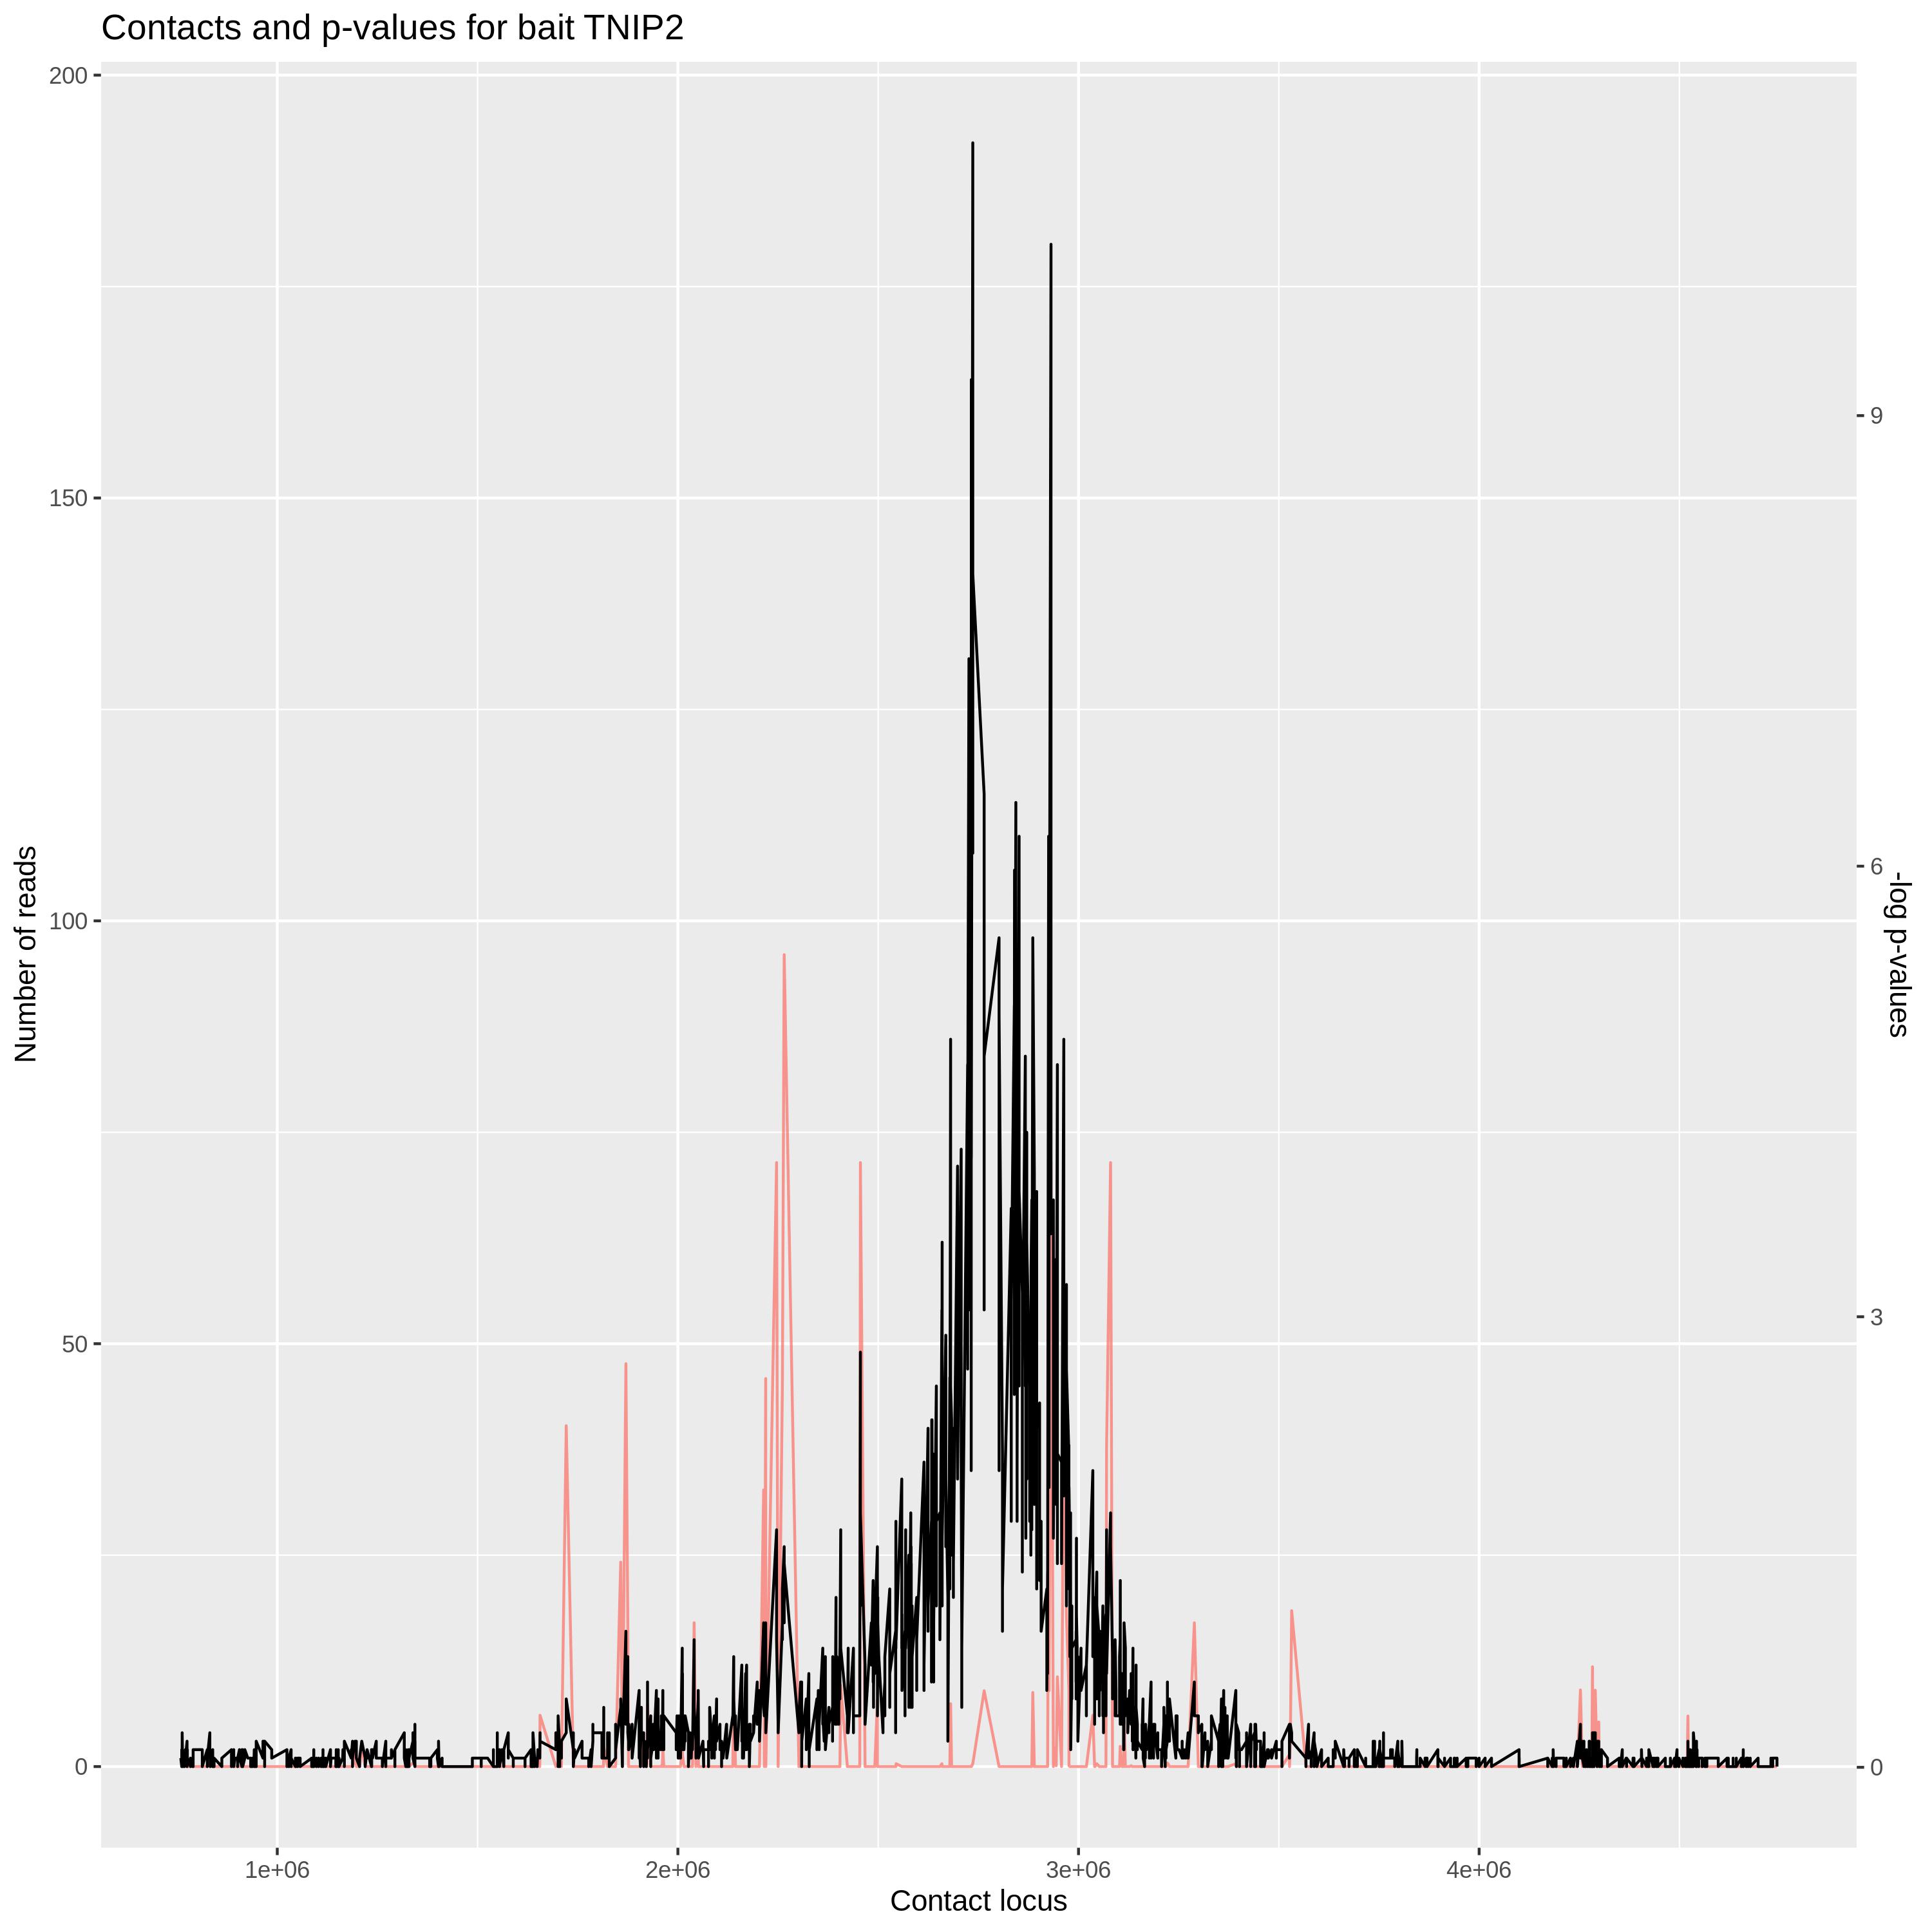 Contacts and p-values for bait TNIP2
200
150
100
50
0
Number of reads
9
6
3
0
-log p-values
1e+06 2e+06 3e+06 4e+06
Contact locus